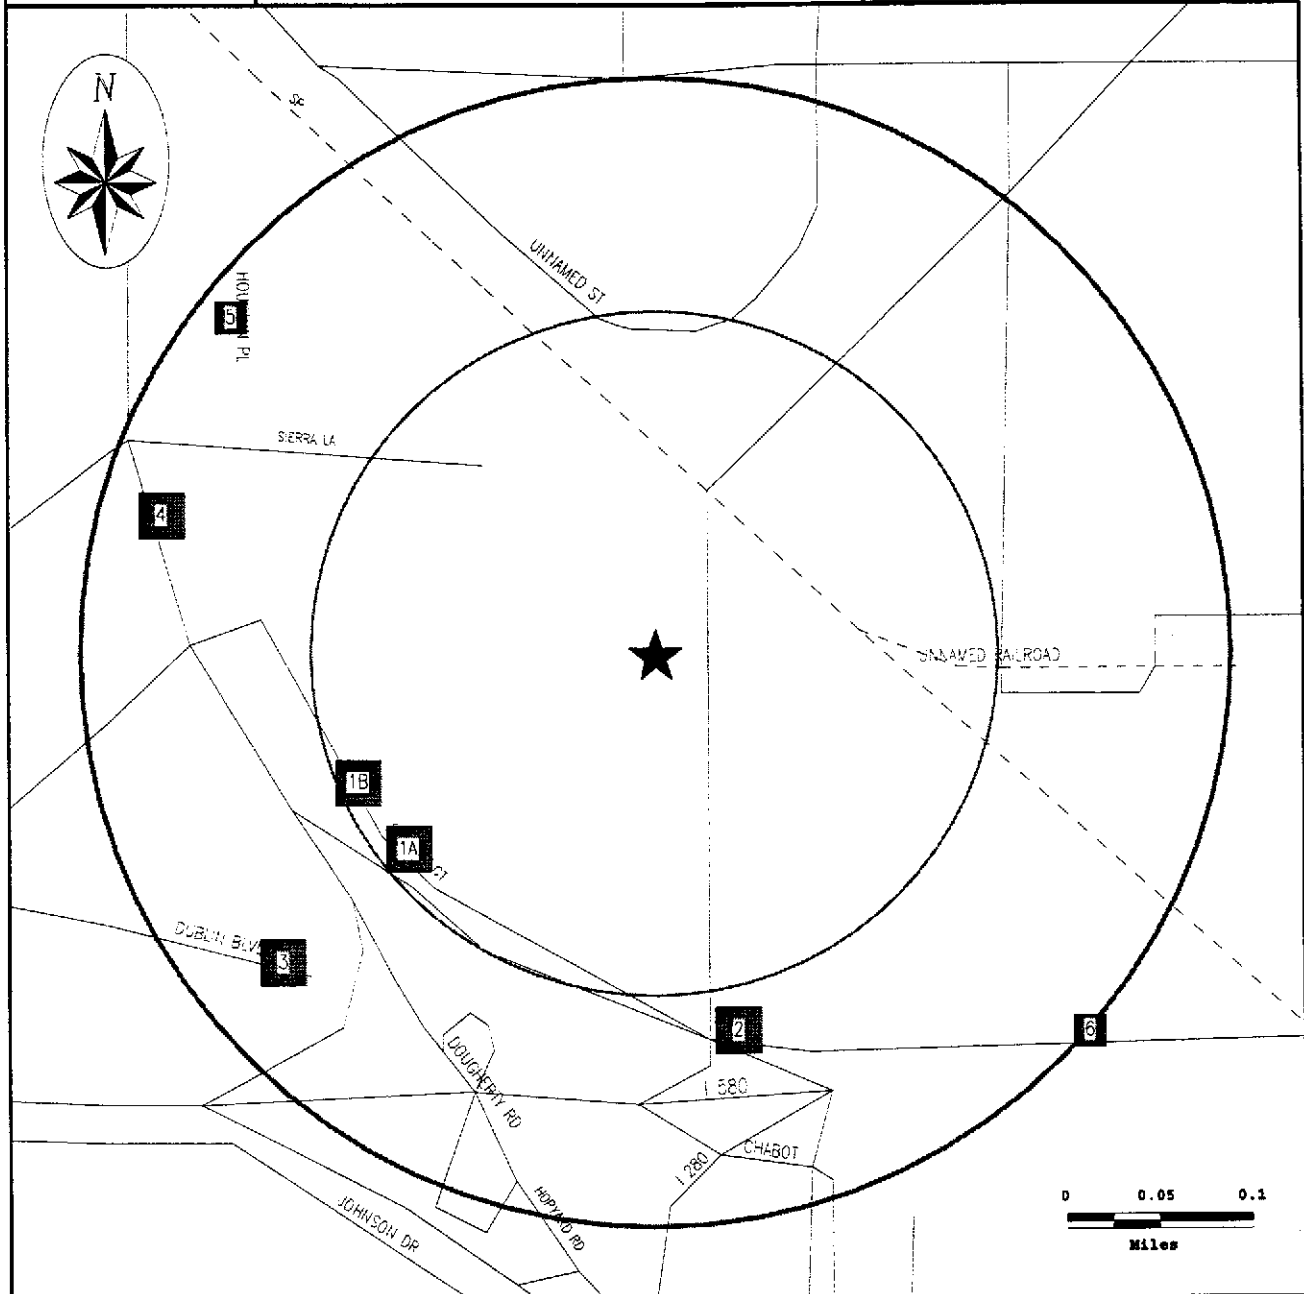 N
UNNAMED ST
5
SIERRA LA
4
UNNAMED RAILROAD
1B
1A
CT
DUBLIN BLV
3
2
6
DOUGHERTY RD
I 580
CHABOT
I 280
HOPYARD RD
JOHNSON DR
0 0.05 0.1
Miles